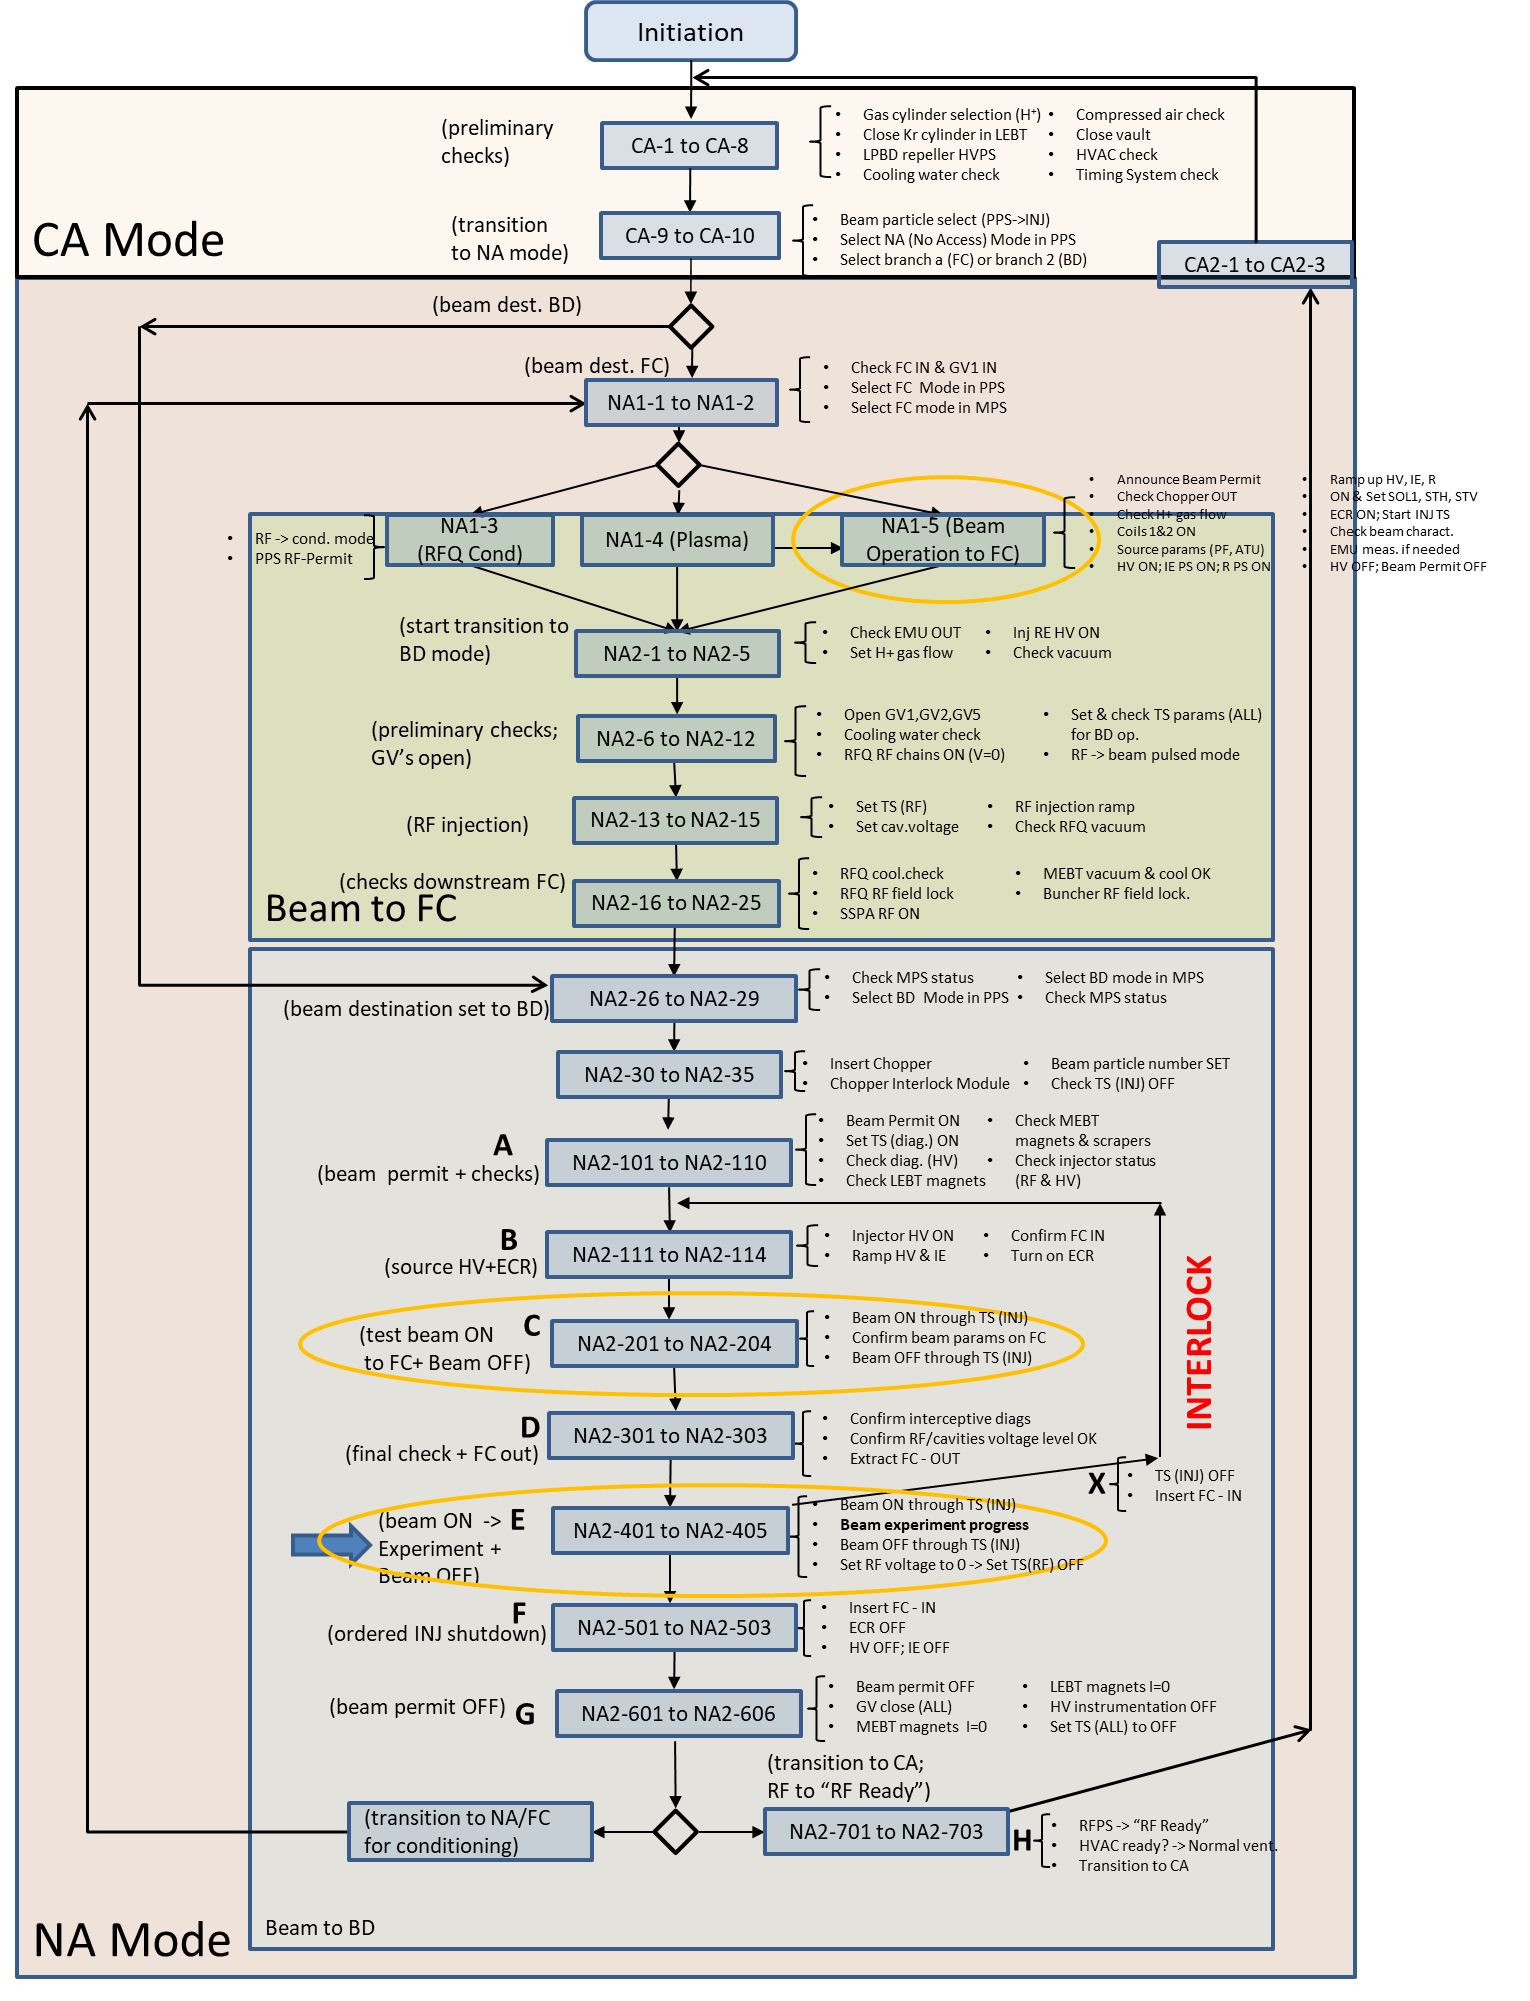 Initiation
(preliminary
checks)
CA-1 to CA-8
• Gas cylinder selection (H⁺)
• Close Kr cylinder in LEBT
• LPBD repeller HVPS
• Cooling water check
• Compressed air check
• Close vault
• HVAC check
• Timing System check
CA Mode
(transition
to NA mode)
CA-9 to CA-10
• Beam particle select (PPS->INJ)
• Select NA (No Access) Mode in PPS
• Select branch a (FC) or branch 2 (BD)
CA2-1 to CA2-3
(beam dest. BD)
(beam dest. FC)
NA1-1 to NA1-2
• Check FC IN & GV1 IN
• Select FC Mode in PPS
• Select FC mode in MPS
• RF -> cond. mode
• PPS RF-Permit
NA1-3
(RFQ Cond)
NA1-4 (Plasma)
NA1-5 (Beam
Operation to FC)
• Announce Beam Permit
• Check Chopper OUT
• Check H+ gas flow
• Coils 1&2 ON
• Source params (PF, ATU)
• HV ON; IE PS ON; R PS ON
• Ramp up HV, IE, R
• ON & Set SOL1, STH, STV
• ECR ON; Start INJ TS
• Check beam charact.
• EMU meas. if needed
• HV OFF; Beam Permit OFF
(start transition to
BD mode)
NA2-1 to NA2-5
• Check EMU OUT
• Set H+ gas flow
• Inj RE HV ON
• Check vacuum
(preliminary checks;
GV's open)
NA2-6 to NA2-12
• Open GV1,GV2,GV5
• Cooling water check
• RFQ RF chains ON (V=0)
• Set & check TS params (ALL)
for BD op.
• RF -> beam pulsed mode
(RF injection)
NA2-13 to NA2-15
• Set TS (RF)
• Set cav.voltage
• RF injection ramp
• Check RFQ vacuum
(checks downstream FC)
Beam to FC
NA2-16 to NA2-25
• RFQ cool.check
• RFQ RF field lock
• SSPA RF ON
• MEBT vacuum & cool OK
• Buncher RF field lock.
(beam destination set to BD)
NA2-26 to NA2-29
• Check MPS status
• Select BD Mode in PPS
• Select BD mode in MPS
• Check MPS status
NA2-30 to NA2-35
• Insert Chopper
• Chopper Interlock Module
• Beam particle number SET
• Check TS (INJ) OFF
A
(beam permit + checks)
NA2-101 to NA2-110
• Beam Permit ON
• Set TS (diag.) ON
• Check diag. (HV)
• Check LEBT magnets
• Check MEBT
magnets & scrapers
• Check injector status
(RF & HV)
B
(source HV+ECR)
NA2-111 to NA2-114
• Injector HV ON
• Ramp HV & IE
• Confirm FC IN
• Turn on ECR
INTERLOCK
C
(test beam ON
to FC+ Beam OFF)
NA2-201 to NA2-204
• Beam ON through TS (INJ)
• Confirm beam params on FC
• Beam OFF through TS (INJ)
D
(final check + FC out)
NA2-301 to NA2-303
• Confirm interceptive diags
• Confirm RF/cavities voltage level OK
• Extract FC - OUT
X
• TS (INJ) OFF
• Insert FC - IN
E
(beam ON ->
Experiment +
Beam OFF)
NA2-401 to NA2-405
• Beam ON through TS (INJ)
• Beam experiment progress
• Beam OFF through TS (INJ)
• Set RF voltage to 0 -> Set TS(RF) OFF
F
(ordered INJ shutdown)
NA2-501 to NA2-503
• Insert FC - IN
• ECR OFF
• HV OFF; IE OFF
(beam permit OFF)
G
NA2-601 to NA2-606
• Beam permit OFF
• GV close (ALL)
• MEBT magnets I=0
• LEBT magnets I=0
• HV instrumentation OFF
• Set TS (ALL) to OFF
(transition to CA;
RF to “RF Ready”)
(transition to NA/FC
for conditioning)
NA2-701 to NA2-703
H
• RFPS -> “RF Ready”
• HVAC ready? -> Normal vent.
• Transition to CA
Beam to BD
NA Mode